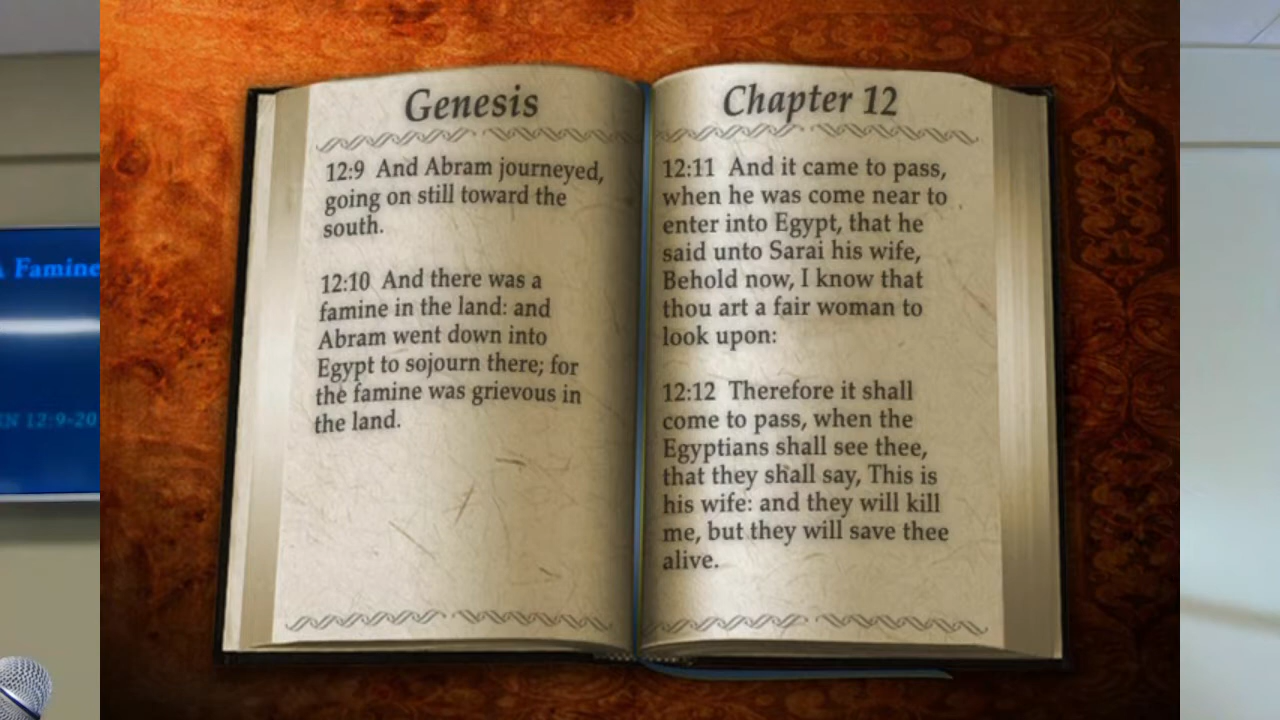 Famine
12:9-20
Genesis
12:9 And Abram journeyed,
going on still toward the
south.
12:10 And there was a
famine in the land: and
Abram went down into
Egypt to sojourn there; for
the famine was grievous in
the land.
Chapter 12
12:11 And it came to pass,
when he was come near to
enter into Egypt, that he
said unto Sarai his wife,
Behold now, I know that
thou art a fair woman to
look upon:
12:12 Therefore it shall
come to pass, when the
Egyptians shall see thee,
that they shall say, This is
his wife: and they will kill
me, but they will save thee
alive.